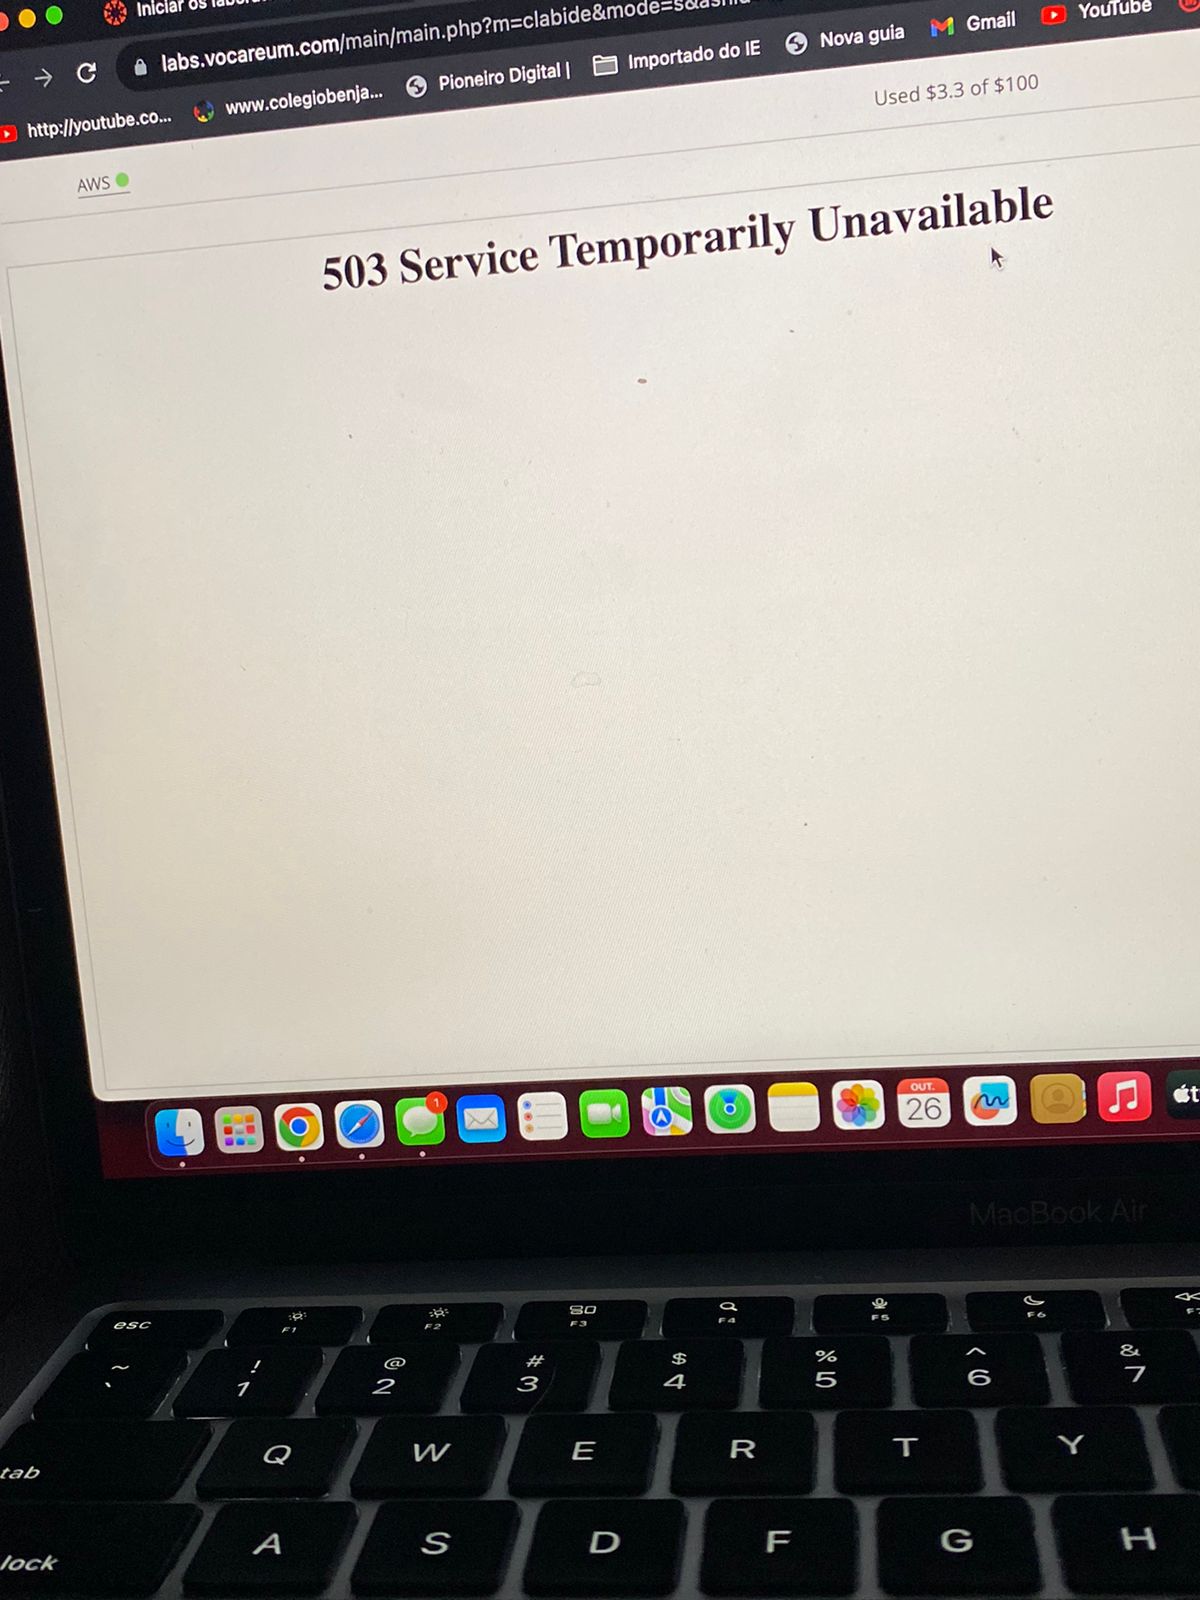 Iniciar os
labs.vocareum.com/main/main.php?m=clabide&mode=s&
http://youtube.co...
www.colegiobenja...
Pioneiro Digital |
Importado do IE
Nova guia
Gmail
YouTube
Used $3.3 of $100
AWS
503 Service Temporarily Unavailable
1
OUT.
26
MacBook Air
esc
F1
F2
F3
F4
F5
F6
~ ! @ # $ % ^ &
` 1 2 3 4 5 6 7
tab Q W E R T Y
lock A S D F G H